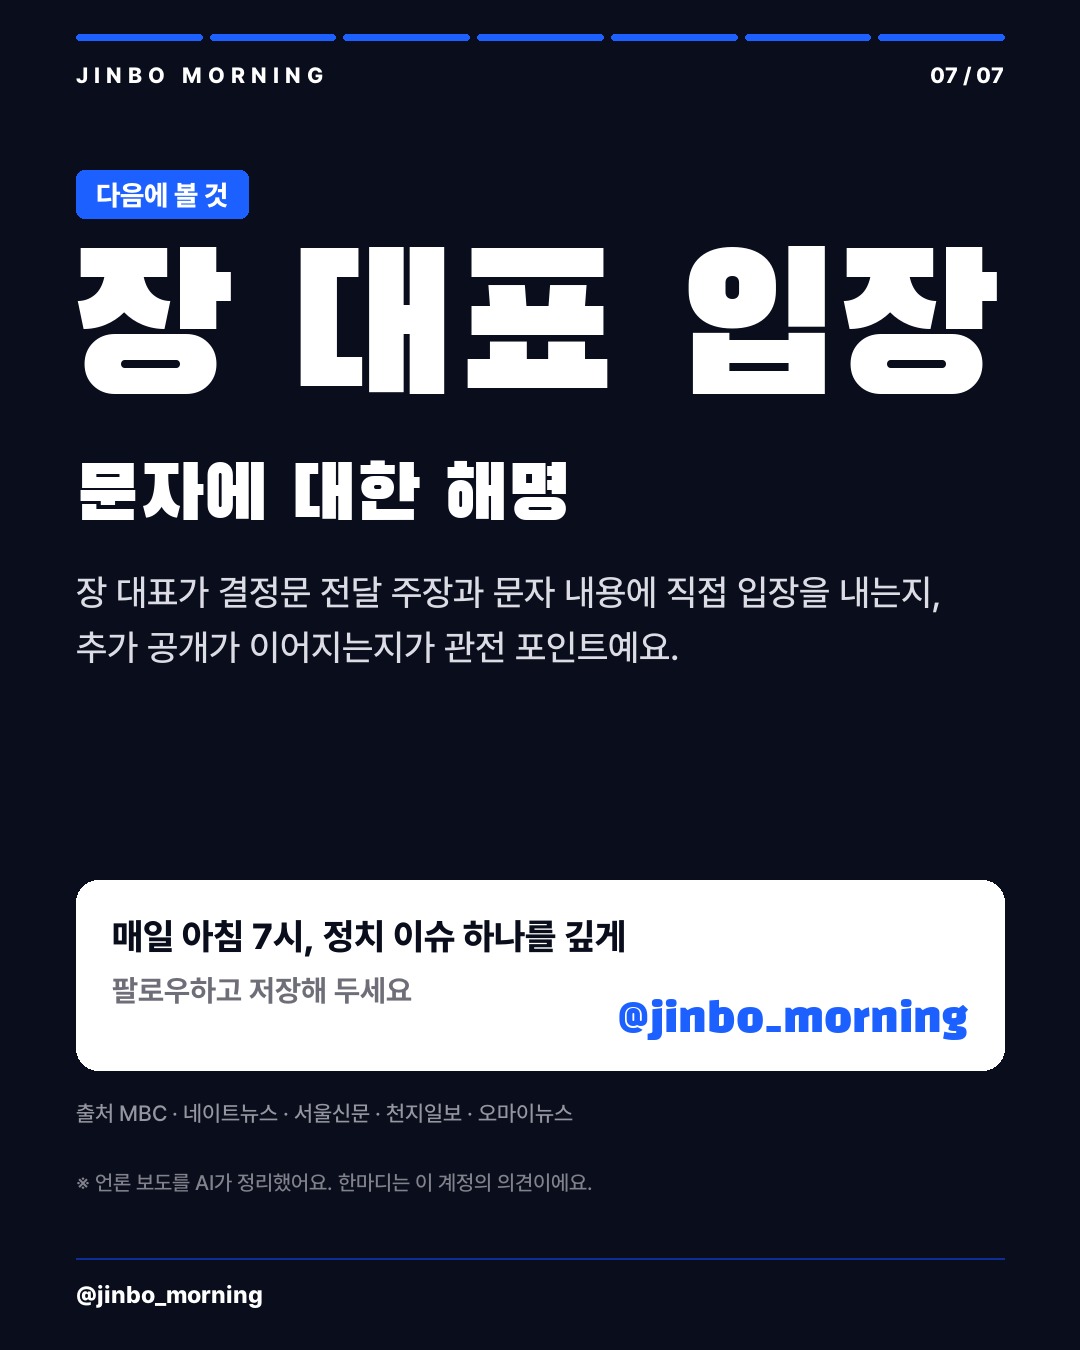 JINBO MORNING
07 / 07
다음에 볼 것
장 대표 입장
문자에 대한 해명
장 대표가 결정문 전달 주장과 문자 내용에 직접 입장을 내는지,
추가 공개가 이어지는지가 관전 포인트예요.
매일 아침 7시, 정치 이슈 하나를 깊게
팔로우하고 저장해 두세요
@jinbo_morning
출처 MBC · 네이트뉴스 · 서울신문 · 천지일보 · 오마이뉴스
※ 언론 보도를 AI가 정리했어요. 한마디는 이 계정의 의견이에요.
@jinbo_morning